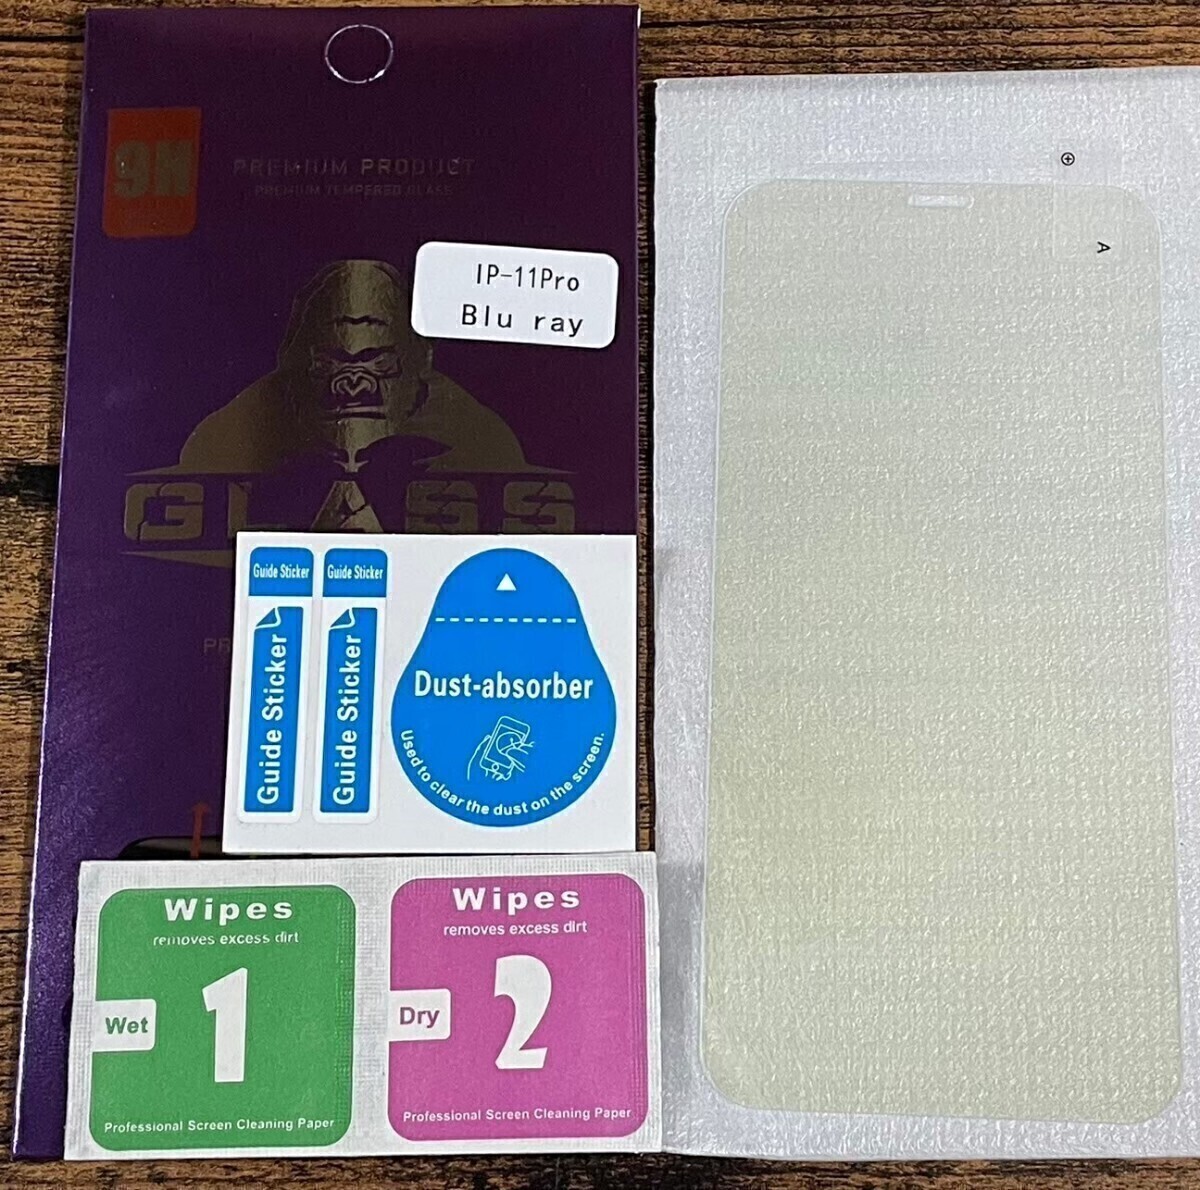 9H
PREMIUM PRODUCT
PREMIUM TEMPERED GLASS
IP-11Pro
Blu ray
GLASS
PR
Guide Sticker
Guide Sticker
Guide Sticker
Guide Sticker
Dust-absorber
Used to clear the dust on the screen.
Wipes
removes excess dirt
1
Wet
Professional Screen Cleaning Paper
Wipes
removes excess dirt
2
Dry
Professional Screen Cleaning Paper
A